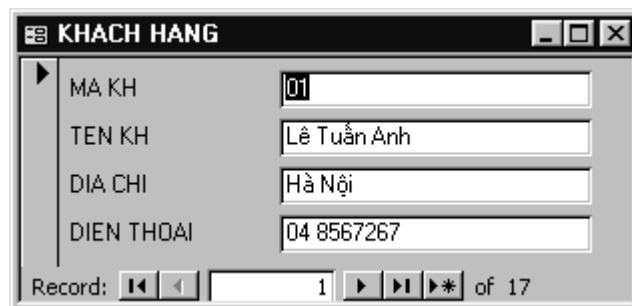 KHACH HANG
MA KH 01
TEN KH Lê Tuấn Anh
DIA CHI Hà Nội
DIEN THOAI 04 8567267
Record: 1 of 17